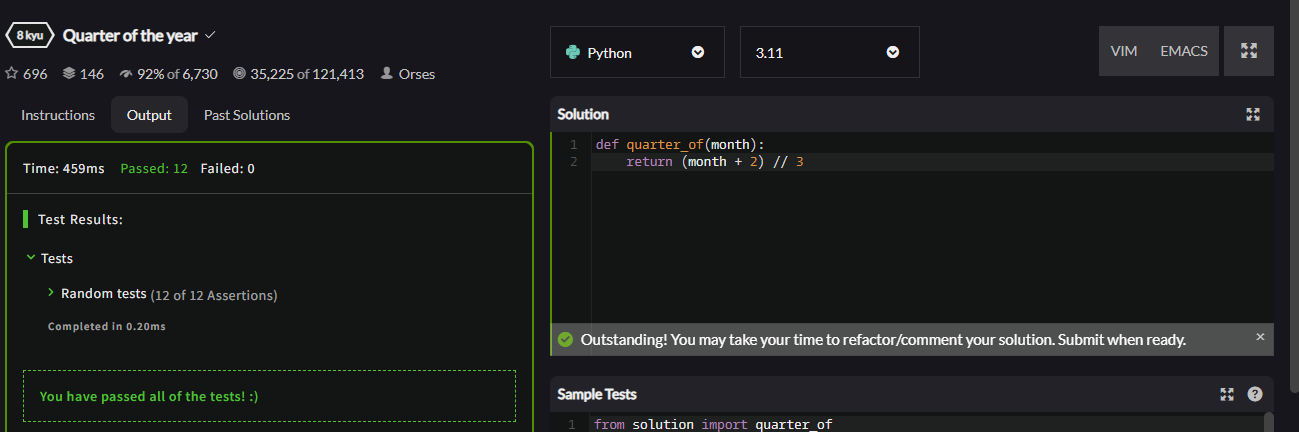 8 kyu Quarter of the year
696 146 92% of 6,730 35,225 of 121,413 Orses
Instructions Output Past Solutions
Time: 459ms Passed: 12 Failed: 0
Test Results:
Tests
Random tests (12 of 12 Assertions)
Completed in 0.20ms
You have passed all of the tests! :)
Python 3.11 VIM EMACS
Solution
1 def quarter_of(month):
2 return (month + 2) // 3
Outstanding! You may take your time to refactor/comment your solution. Submit when ready. ×
Sample Tests ?
1 from solution import quarter_of